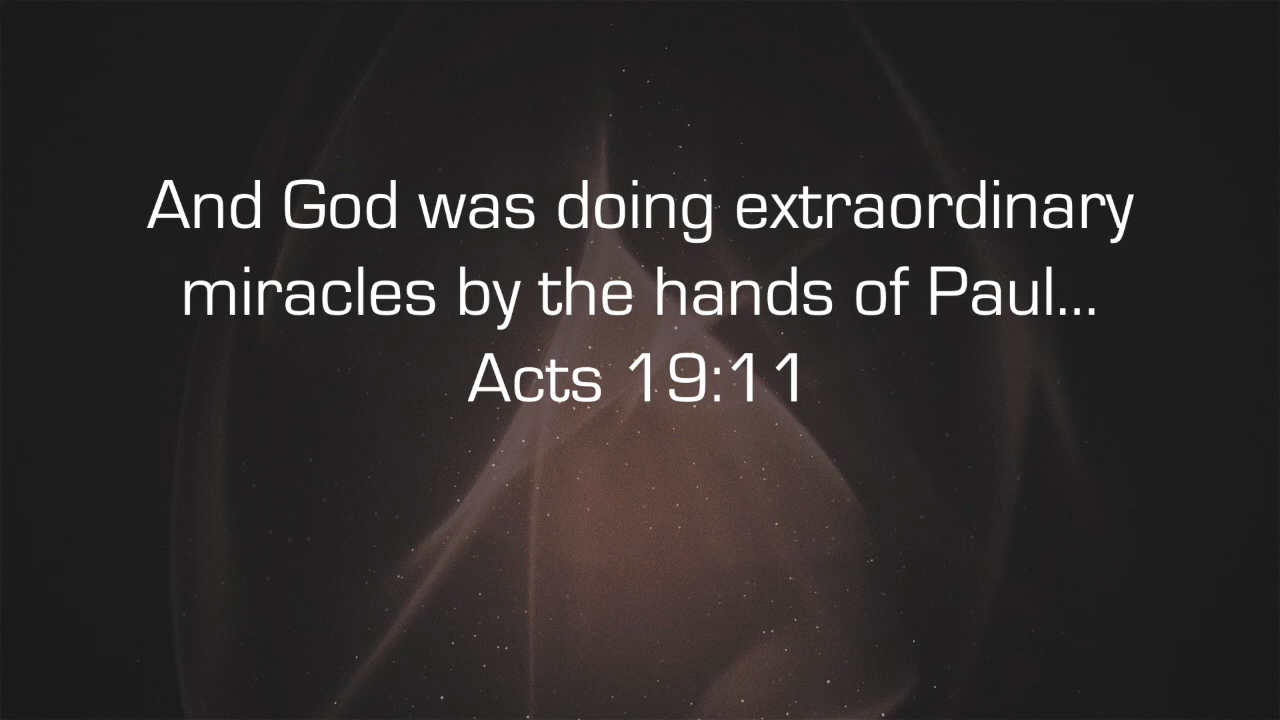 And God was doing extraordinary
miracles by the hands of Paul...
Acts 19:11